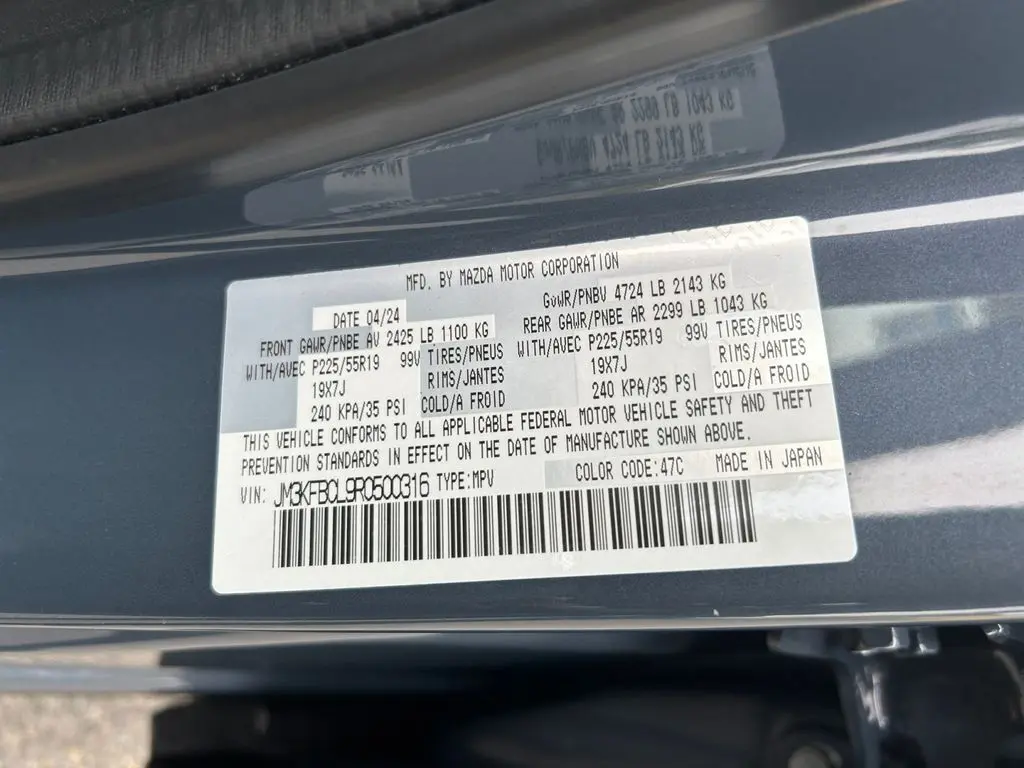 MFD. BY MAZDA MOTOR CORPORATION
DATE 04/24 GVWR/PNBV 4724 LB 2143 KG
FRONT GAWR/PNBE AV 2425 LB 1100 KG REAR GAWR/PNBE AR 2299 LB 1043 KG
WITH/AVEC P225/55R19 99V TIRES/PNEUS WITH/AVEC P225/55R19 99V TIRES/PNEUS
19X7J RIMS/JANTES 19X7J RIMS/JANTES
240 KPA/35 PSI COLD/A FROID 240 KPA/35 PSI COLD/A FROID
THIS VEHICLE CONFORMS TO ALL APPLICABLE FEDERAL MOTOR VEHICLE SAFETY AND THEFT
PREVENTION STANDARDS IN EFFECT ON THE DATE OF MANUFACTURE SHOWN ABOVE.
VIN: JM3KFBCL9R0500316 TYPE:MPV COLOR CODE:47C MADE IN JAPAN